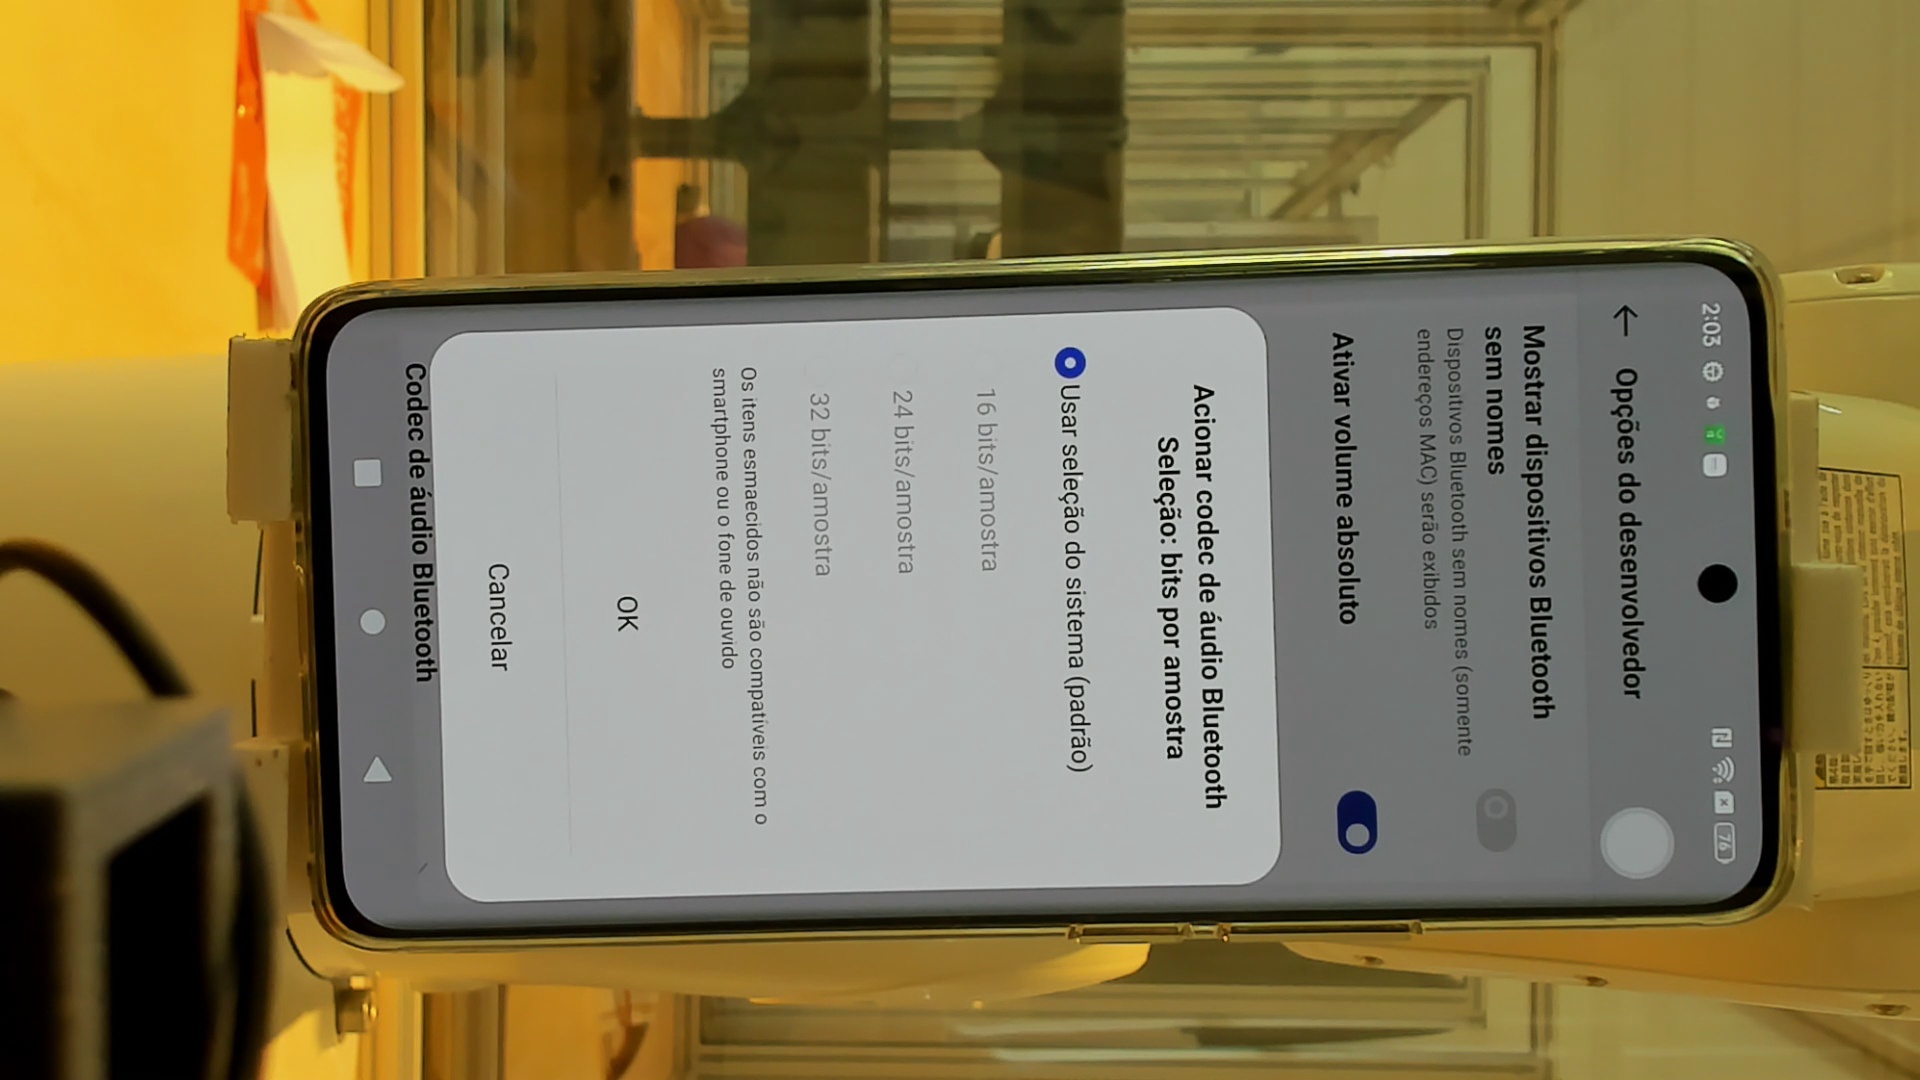 2:03
76
Opções do desenvolvedor
Mostrar dispositivos Bluetooth
sem nomes
Dispositivos Bluetooth sem nomes (somente
endereços MAC) serão exibidos
Ativar volume absoluto
Acionar codec de áudio Bluetooth
Seleção: bits por amostra
Usar seleção do sistema (padrão)
16 bits/amostra
24 bits/amostra
32 bits/amostra
Os itens esmaecidos não são compatíveis com o
smartphone ou o fone de ouvido
OK
Cancelar
Codec de áudio Bluetooth